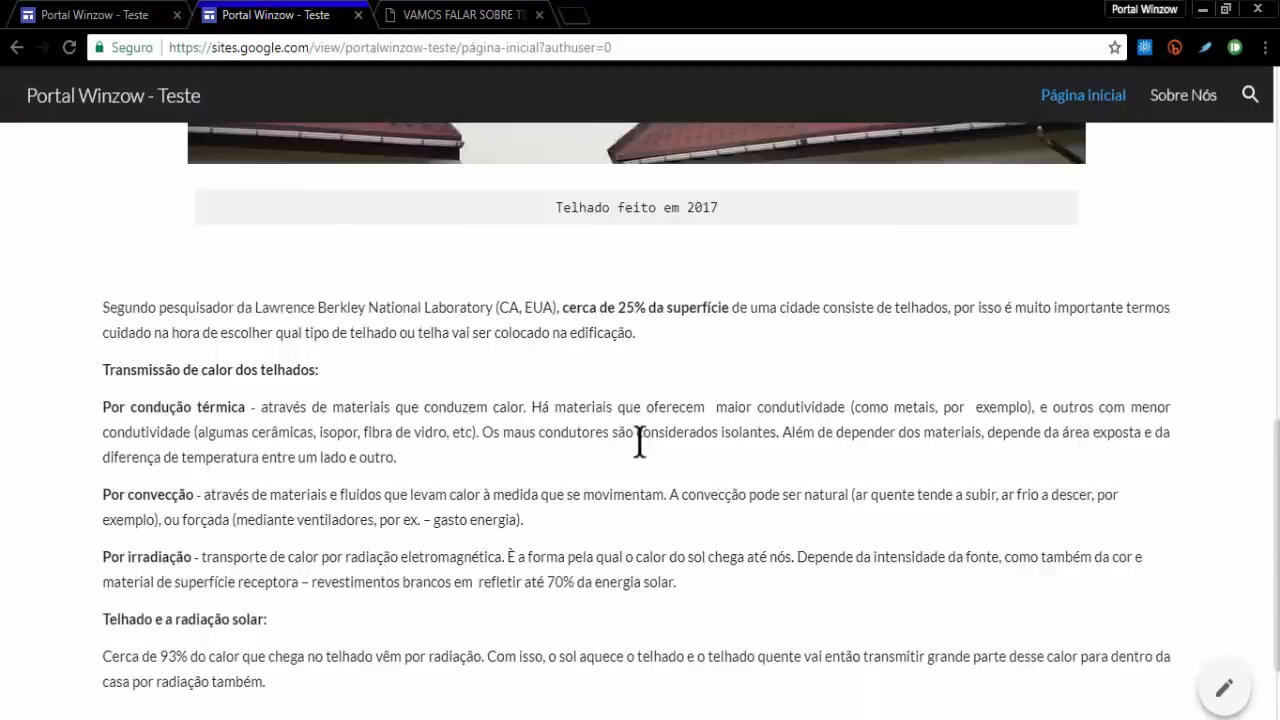 Portal Winzow - Teste
Portal Winzow - Teste
VAMOS FALAR SOBRE TE
Portal Winzow
Seguro
https://sites.google.com/view/portalwinzow-teste/página-inicial?authuser=0
Portal Winzow - Teste
Página inicial
Sobre Nós
Telhado feito em 2017
Segundo pesquisador da Lawrence Berkley National Laboratory (CA, EUA), cerca de 25% da superfície de uma cidade consiste de telhados, por isso é muito importante termos
cuidado na hora de escolher qual tipo de telhado ou telha vai ser colocado na edificação.
Transmissão de calor dos telhados:
Por condução térmica - através de materiais que conduzem calor. Há materiais que oferecem maior condutividade (como metais, por exemplo), e outros com menor
condutividade (algumas cerâmicas, isopor, fibra de vidro, etc). Os maus condutores são considerados isolantes. Além de depender dos materiais, depende da área exposta e da
diferença de temperatura entre um lado e outro.
Por convecção - através de materiais e fluidos que levam calor à medida que se movimentam. A convecção pode ser natural (ar quente tende a subir, ar frio a descer, por
exemplo), ou forçada (mediante ventiladores, por ex. – gasto energia).
Por irradiação - transporte de calor por radiação eletromagnética. È a forma pela qual o calor do sol chega até nós. Depende da intensidade da fonte, como também da cor e
material de superfície receptora – revestimentos brancos em refletir até 70% da energia solar.
Telhado e a radiação solar:
Cerca de 93% do calor que chega no telhado vêm por radiação. Com isso, o sol aquece o telhado e o telhado quente vai então transmitir grande parte desse calor para dentro da
casa por radiação também.